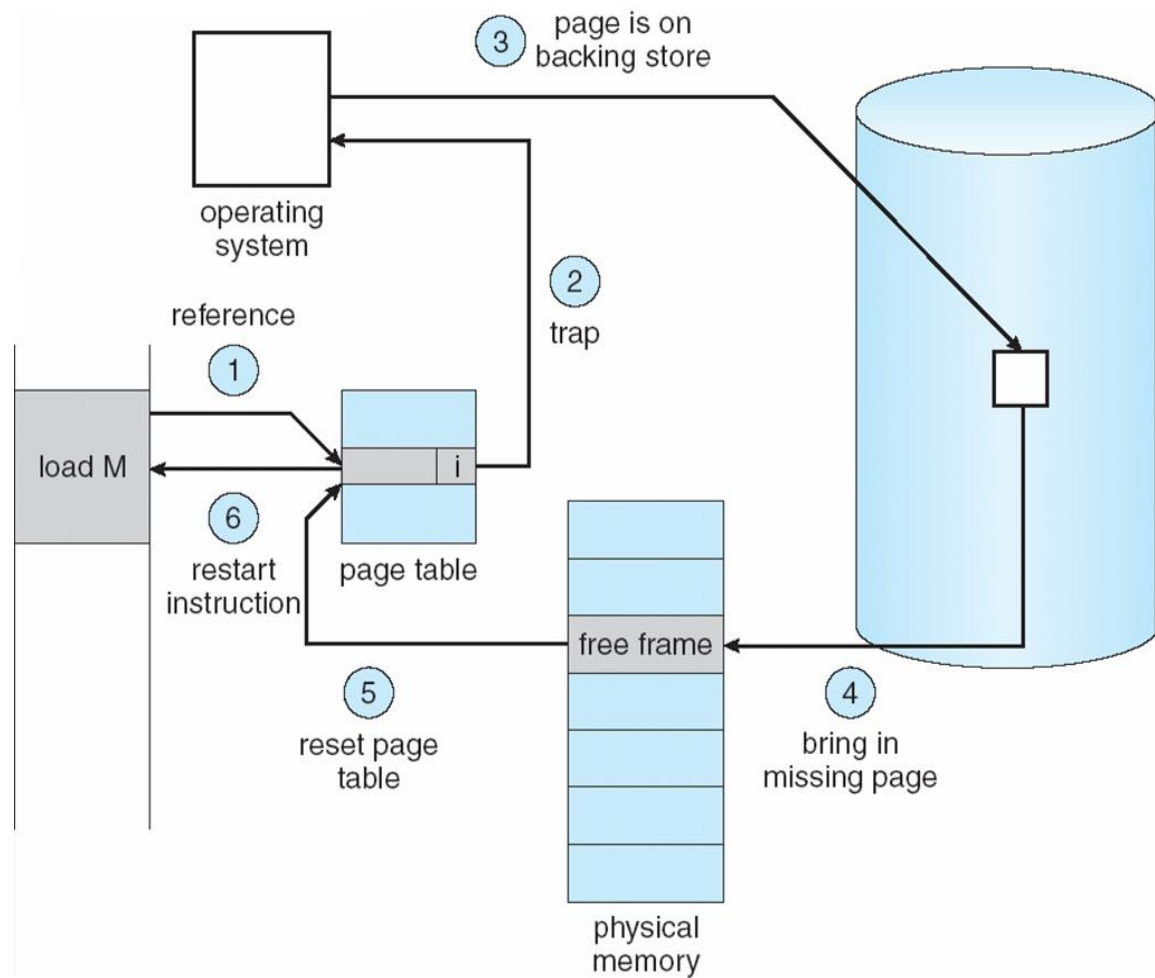 3
page is on
backing store
operating
system
2
trap
reference
1
load M
i
6
restart
instruction
page table
free frame
5
reset page
table
4
bring in
missing page
physical
memory